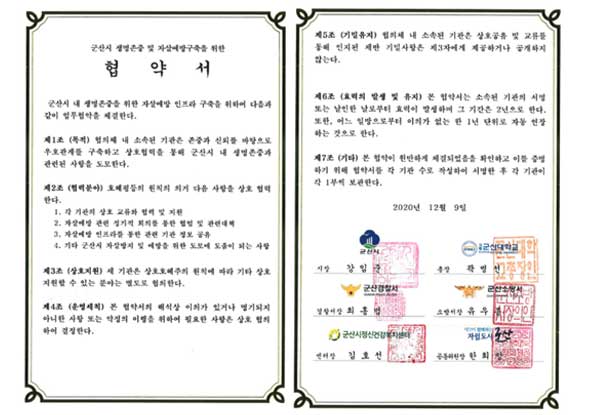 군산시 생명존중 및 자살예방구축을 위한
협 약 서
군산시 내 생명존중을 위한 자살예방 인프라 구축을 위하여 다음과
같이 업무협약을 체결한다.
제1조 (목적) 협의체 내 소속된 기관은 존중과 신뢰를 바탕으로
우호관계를 구축하고 상호협력을 통해 군산시 내 생명존중과
관련된 사항을 도모한다.
제2조 (협력분야) 호혜평등의 원칙의 의거 다음 사항을 상호 협력
한다.
1. 각 기관의 상호 교류와 협력 및 지원
2. 자살예방 관련 정기적 회의를 통한 협업 및 관련대책
3. 자살예방 인프라를 통한 관련 기관 정보 공유
4. 기타 군산시 자살방지 및 예방을 위한 도모에 도움이 되는 사항
제3조 (상호지원) 세 기관은 상호호혜주의 원칙에 따라 기타 상호
지원할 수 있는 분야는 별도로 협의한다.
제4조 (운영세칙) 본 협약서의 해석상 이의가 있거나 명기되지
아니한 사항 또는 약정의 이행을 위하여 필요한 사항은 상호 협의
하여 결정한다.
제5조 (기밀유지) 협의체 내 소속된 기관은 상호공유 및 교류를
통해 인지된 제반 기밀사항은 제3자에게 제공하거나 공개하지
않는다.
제6조 (효력의 발생 및 유지) 본 협약서는 소속된 기관의 서명
또는 날인한 날로부터 효력이 발생하며 그 기간은 2년으로 한다.
또한, 어느 일방으로부터 이의가 없는 한 1년 단위로 자동 연장
하는 것으로 한다.
제7조 (기타) 본 협약이 원만하게 체결되었음을 확인하고 이를 증명
하기 위해 협약서를 각 기관 수로 작성하여 서명한 후 각 기관이
각 1부씩 보관한다.
2020년 12월 9일
군산시 군산대학교
시장 강임준 총장 곽병선
군산경찰서 군산소방서
경찰서장 최홍범 소방서장
군산시정신건강복지센터 자립도시
센터장 김호선 공동위원장